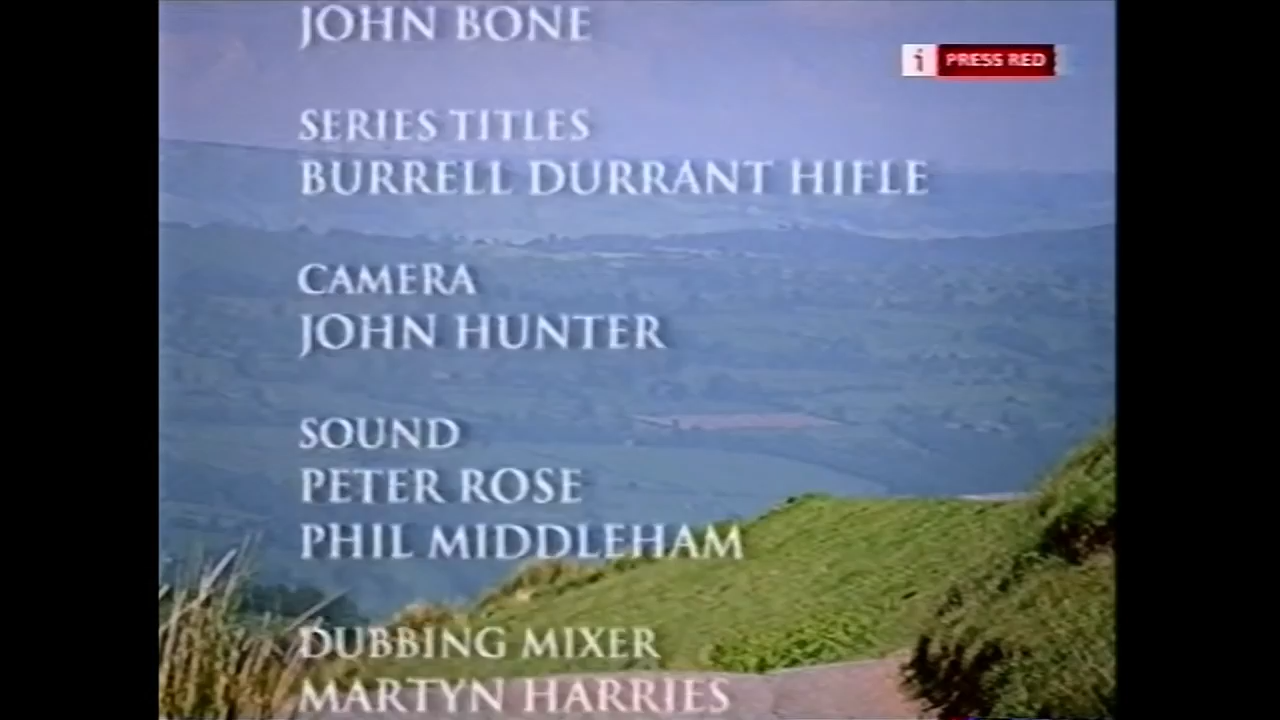 JOHN BONE
i PRESS RED
SERIES TITLES
BURRELL DURRANT HIFLE
CAMERA
JOHN HUNTER
SOUND
PETER ROSE
PHIL MIDDLEHAM
DUBBING MIXER
MARTYN HARRIES